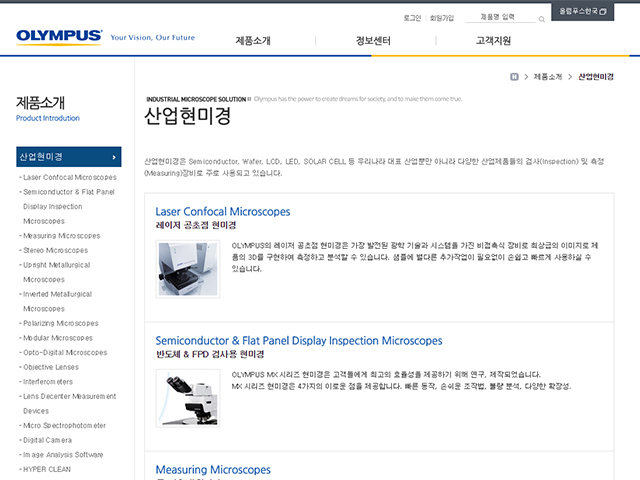 로그인 | 회원가입
제품명 입력
올림푸스한국
OLYMPUS
Your Vision, Our Future
제품소개
정보센터
고객지원
제품소개
산업현미경
제품소개
Product Introdution
산업현미경
- Laser Confocal Microscopes
- Semiconductor & Flat Panel
Display Inspection
Microscopes
- Measuring Microscopes
- Stereo Microscopes
- Upright Metallurgical
Microscopes
- Inverted Metallurgical
Microscopes
- Polarizing Microscopes
- Modular Microscopes
- Opto-Digital Microscopes
- Objective Lenses
- Interferometers
- Lens Decenter Measurement
Devices
- Micro Spectrophotometer
- Digital Camera
- Image Analysis Software
- HYPER CLEAN
INDUSTRIAL MICROSCOPE SOLUTION Olympus has the power to create dreams for society, and to make them come true.
산업현미경
산업현미경은 Semiconductor, Wafer, LCD, LED, SOLAR CELL 등 우리나라 대표 산업뿐만 아니라 다양한 산업제품들의 검사(Inspection) 및 측정
(Measuring)장비로 주로 사용되고 있습니다.
Laser Confocal Microscopes
레이저 공초점 현미경
OLYMPUS의 레이저 공초점 현미경은 가장 발전된 광학 기술과 시스템을 가진 비접촉식 장비로 최상급의 이미지로 제
품의 3D를 구현하여 측정하고 분석할 수 있습니다. 샘플에 별다른 추가작업이 필요없이 손쉽고 빠르게 사용하실 수
있습니다.
Semiconductor & Flat Panel Display Inspection Microscopes
반도체 & FPD 검사용 현미경
OLYMPUS MX 시리즈 현미경은 고객들에게 최고의 효율성을 제공하기 위해 연구, 제작되었습니다.
MX 시리즈 현미경은 4가지의 이로운 점을 제공합니다. 빠른 동작, 손쉬운 조작법, 불량 분석, 다양한 확장성.
Measuring Microscopes